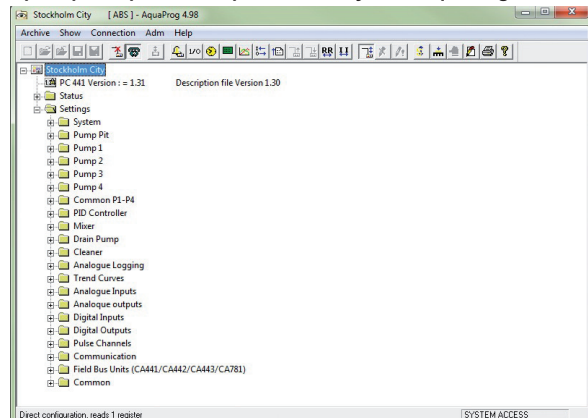 Stockholm City [ ABS ] - AquaProg 4.98
Archive Show Connection Adm Help
Stockholm City
PC 441 Version : = 1.31 Description file Version 1.30
Status
Settings
System
Pump Pit
Pump 1
Pump 2
Pump 3
Pump 4
Common P1-P4
PID Controller
Mixer
Drain Pump
Cleaner
Analogue Logging
Trend Curves
Analogue Inputs
Analoque outputs
Digital Inputs
Digital Outputs
Pulse Channels
Communication
Field Bus Units (CA441/CA442/CA443/CA781)
Common
Direct configuration, reads 1 register SYSTEM ACCESS